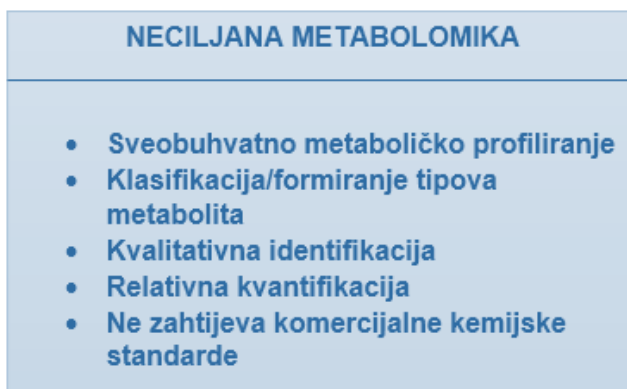 NECILJANA METABOLOMIKA
• Sveobuhvatno metaboličko profiliranje
• Klasifikacija/formiranje tipova
metabolita
• Kvalitativna identifikacija
• Relativna kvantifikacija
• Ne zahtijeva komercijalne kemijske
standarde